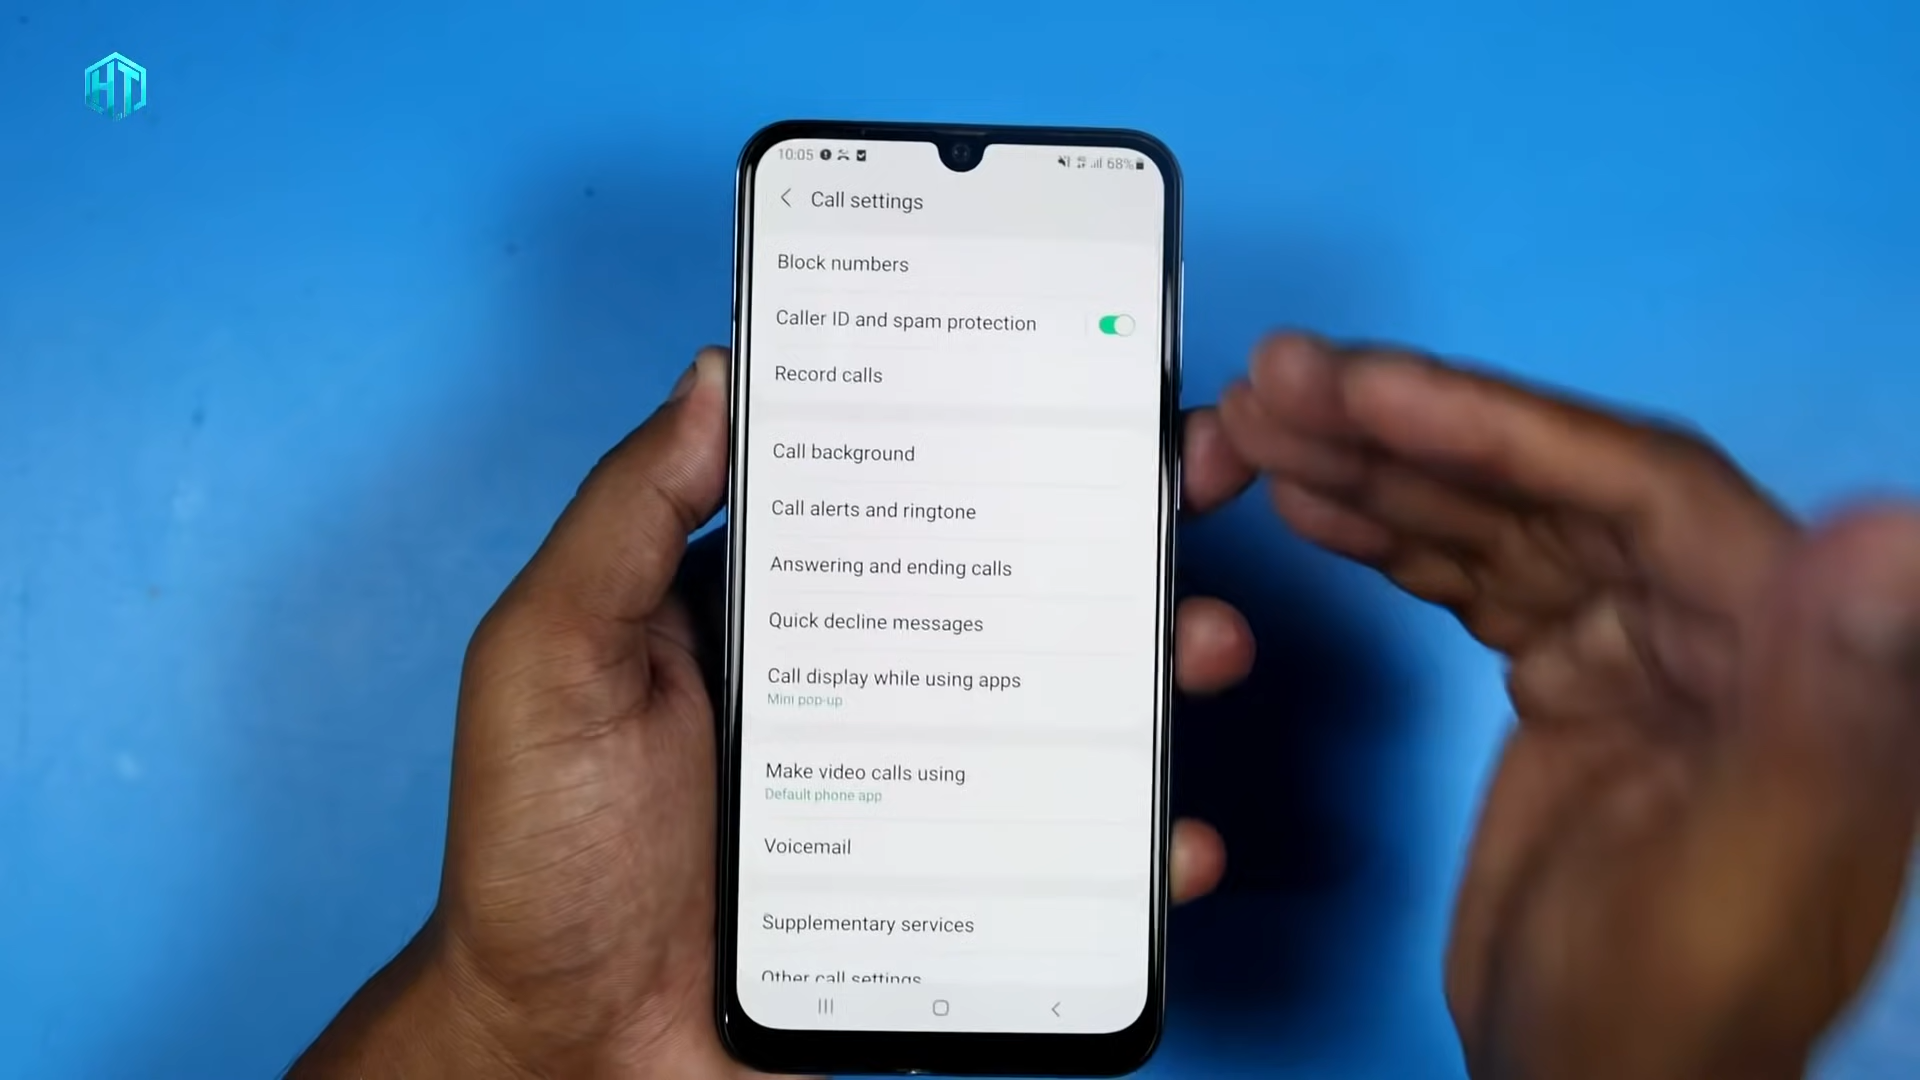 HT
10:05
68%
Call settings
Block numbers
Caller ID and spam protection
Record calls
Call background
Call alerts and ringtone
Answering and ending calls
Quick decline messages
Call display while using apps
Mini pop-up
Make video calls using
Default phone app
Voicemail
Supplementary services
Other call settings